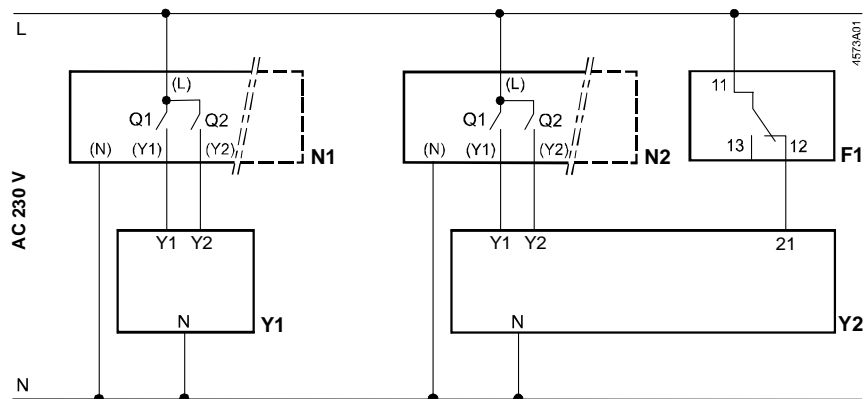 L
4573A01
(L)
(L)
11
Q1 Q2
Q1 Q2
(N) (Y1) (Y2)
N1
(N) (Y1) (Y2)
N2
13 12
F1
AC 230 V
Y1 Y2
Y1 Y2
21
N
Y1
N
Y2
N